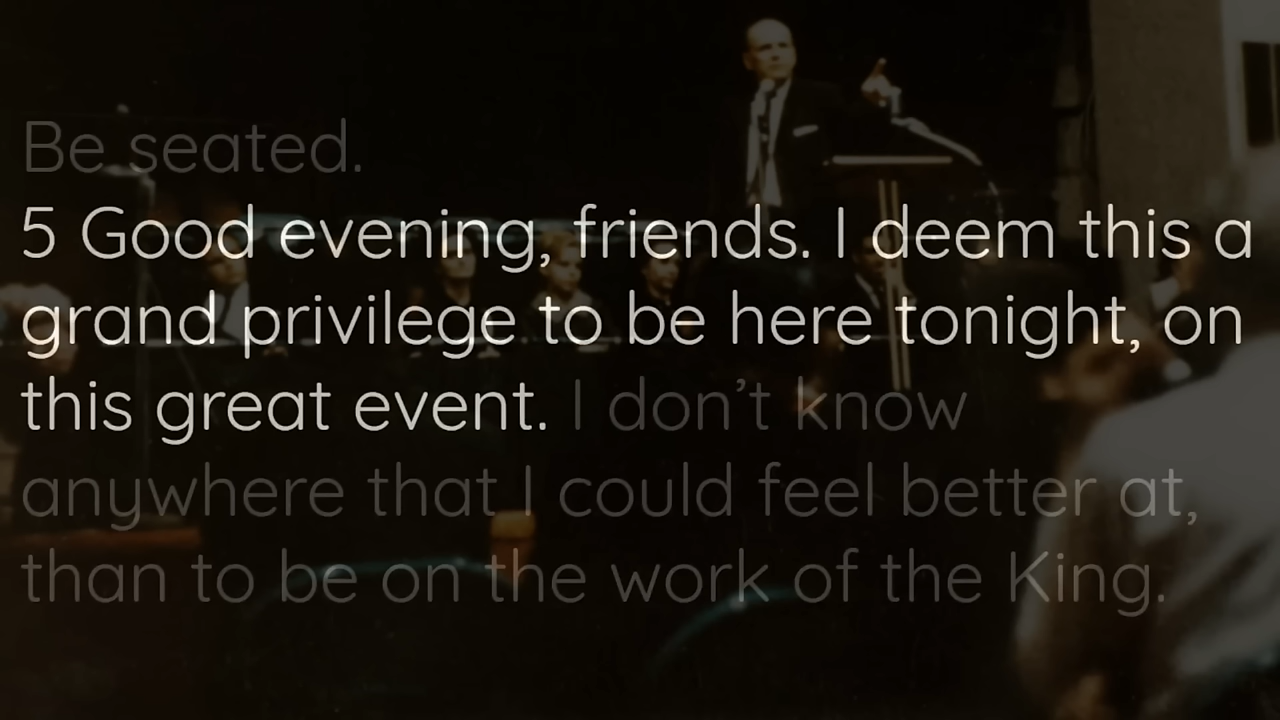 Be seated.
5 Good evening, friends. I deem this a
grand privilege to be here tonight, on
this great event. I don’t know
anywhere that I could feel better at,
than to be on the work of the King.